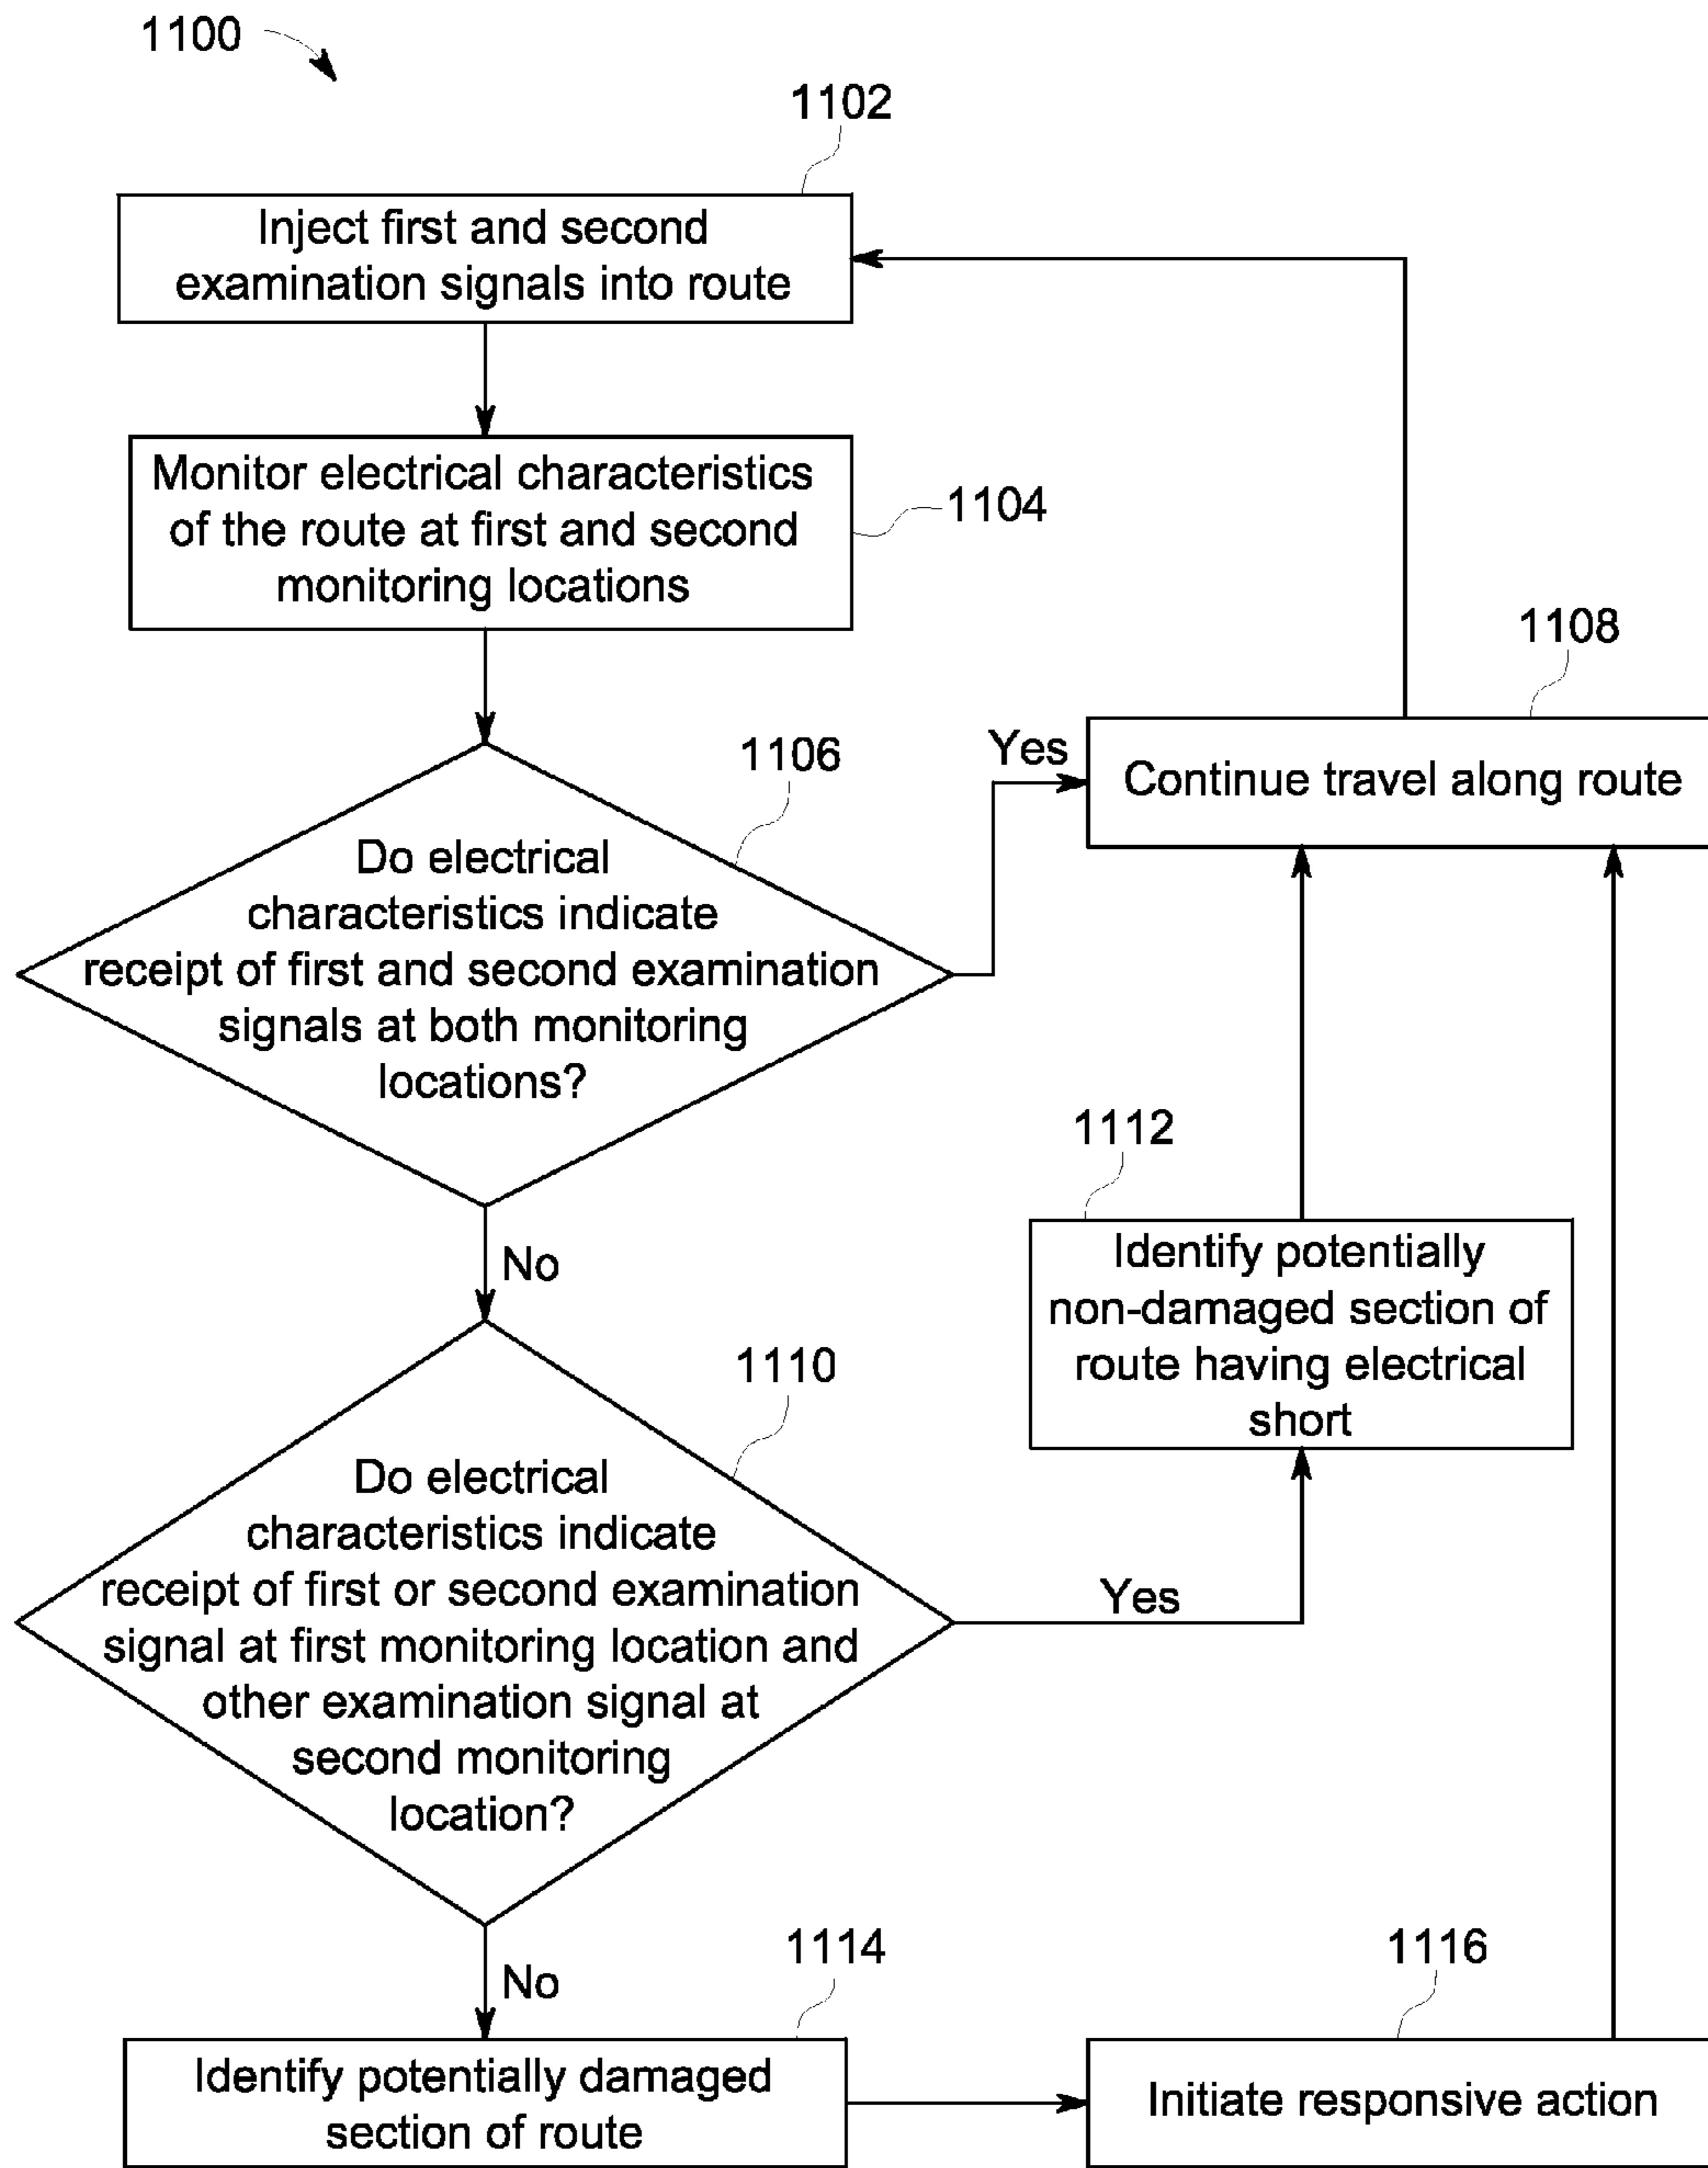 1100
1102
Inject first and second
examination signals into route
Monitor electrical characteristics
of the route at first and second
monitoring locations
1104
1108
Continue travel along route
1106
Yes
Do electrical
characteristics indicate
receipt of first and second examination
signals at both monitoring
locations?
No
1112
Identify potentially
non-damaged section of
route having electrical
short
1110
Do electrical
characteristics indicate
receipt of first or second examination
signal at first monitoring location and
other examination signal at
second monitoring
location?
Yes
No
1114
Identify potentially damaged
section of route
1116
Initiate responsive action